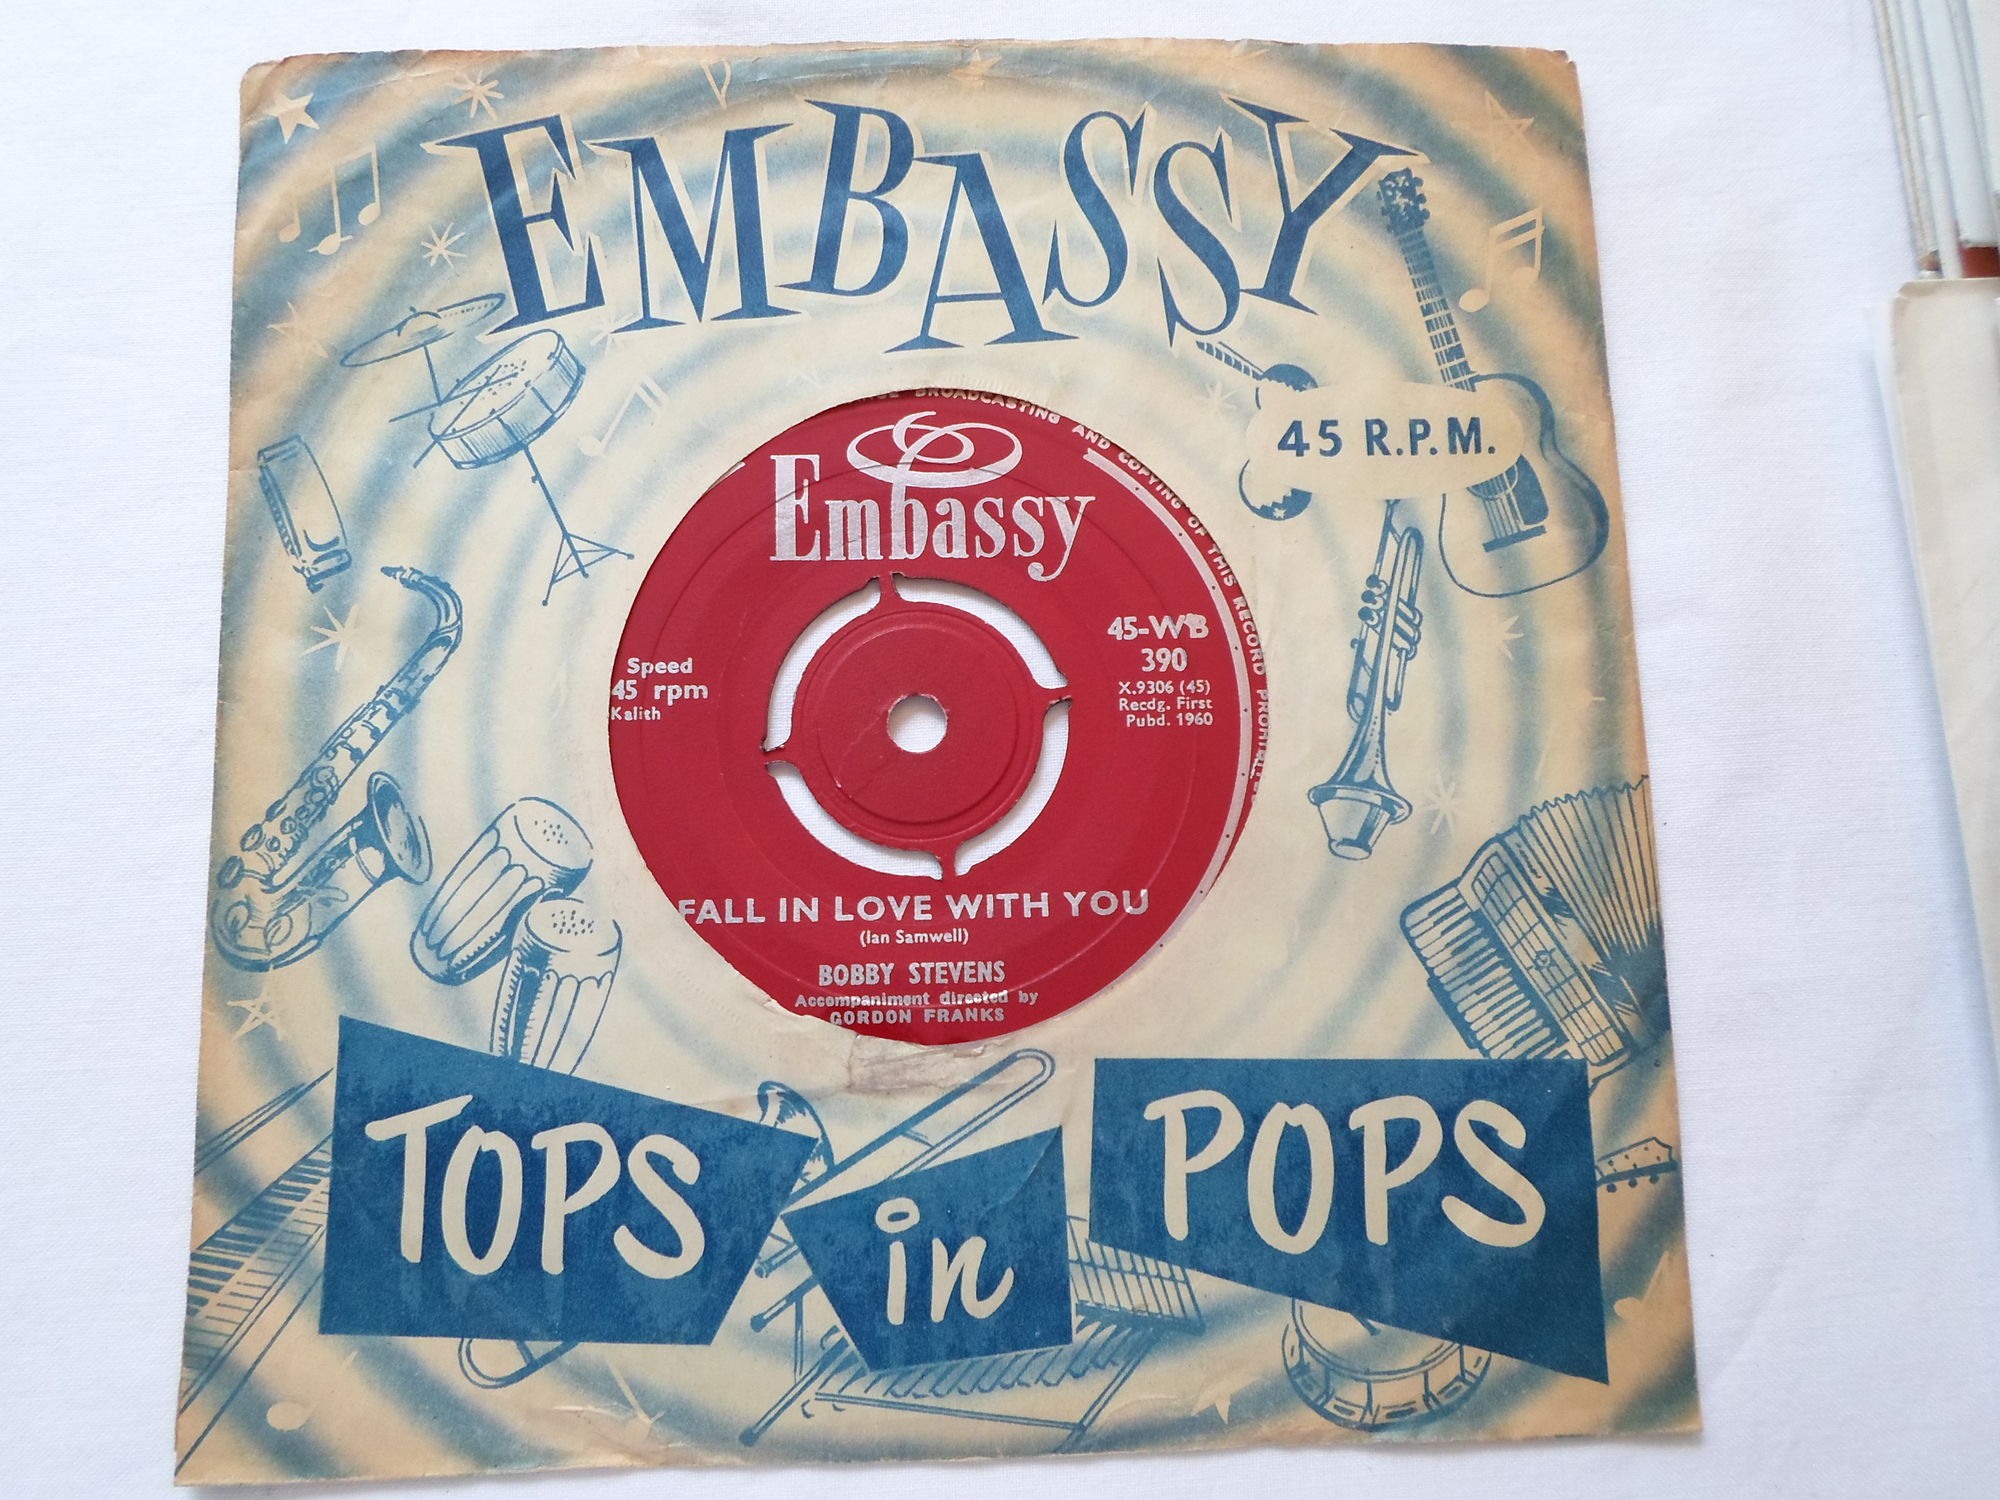 EMBASSY
45 R.P.M.
BROADCASTING AND COPYING OF THIS RECORD
Embassy
Speed
45 rpm
Kalith
45-WB
390
X.9306 (45)
Recdg. First
Pubd. 1960
FALL IN LOVE WITH YOU
(Ian Samwell)
BOBBY STEVENS
Accompaniment directed by
GORDON FRANKS
TOPS in POPS